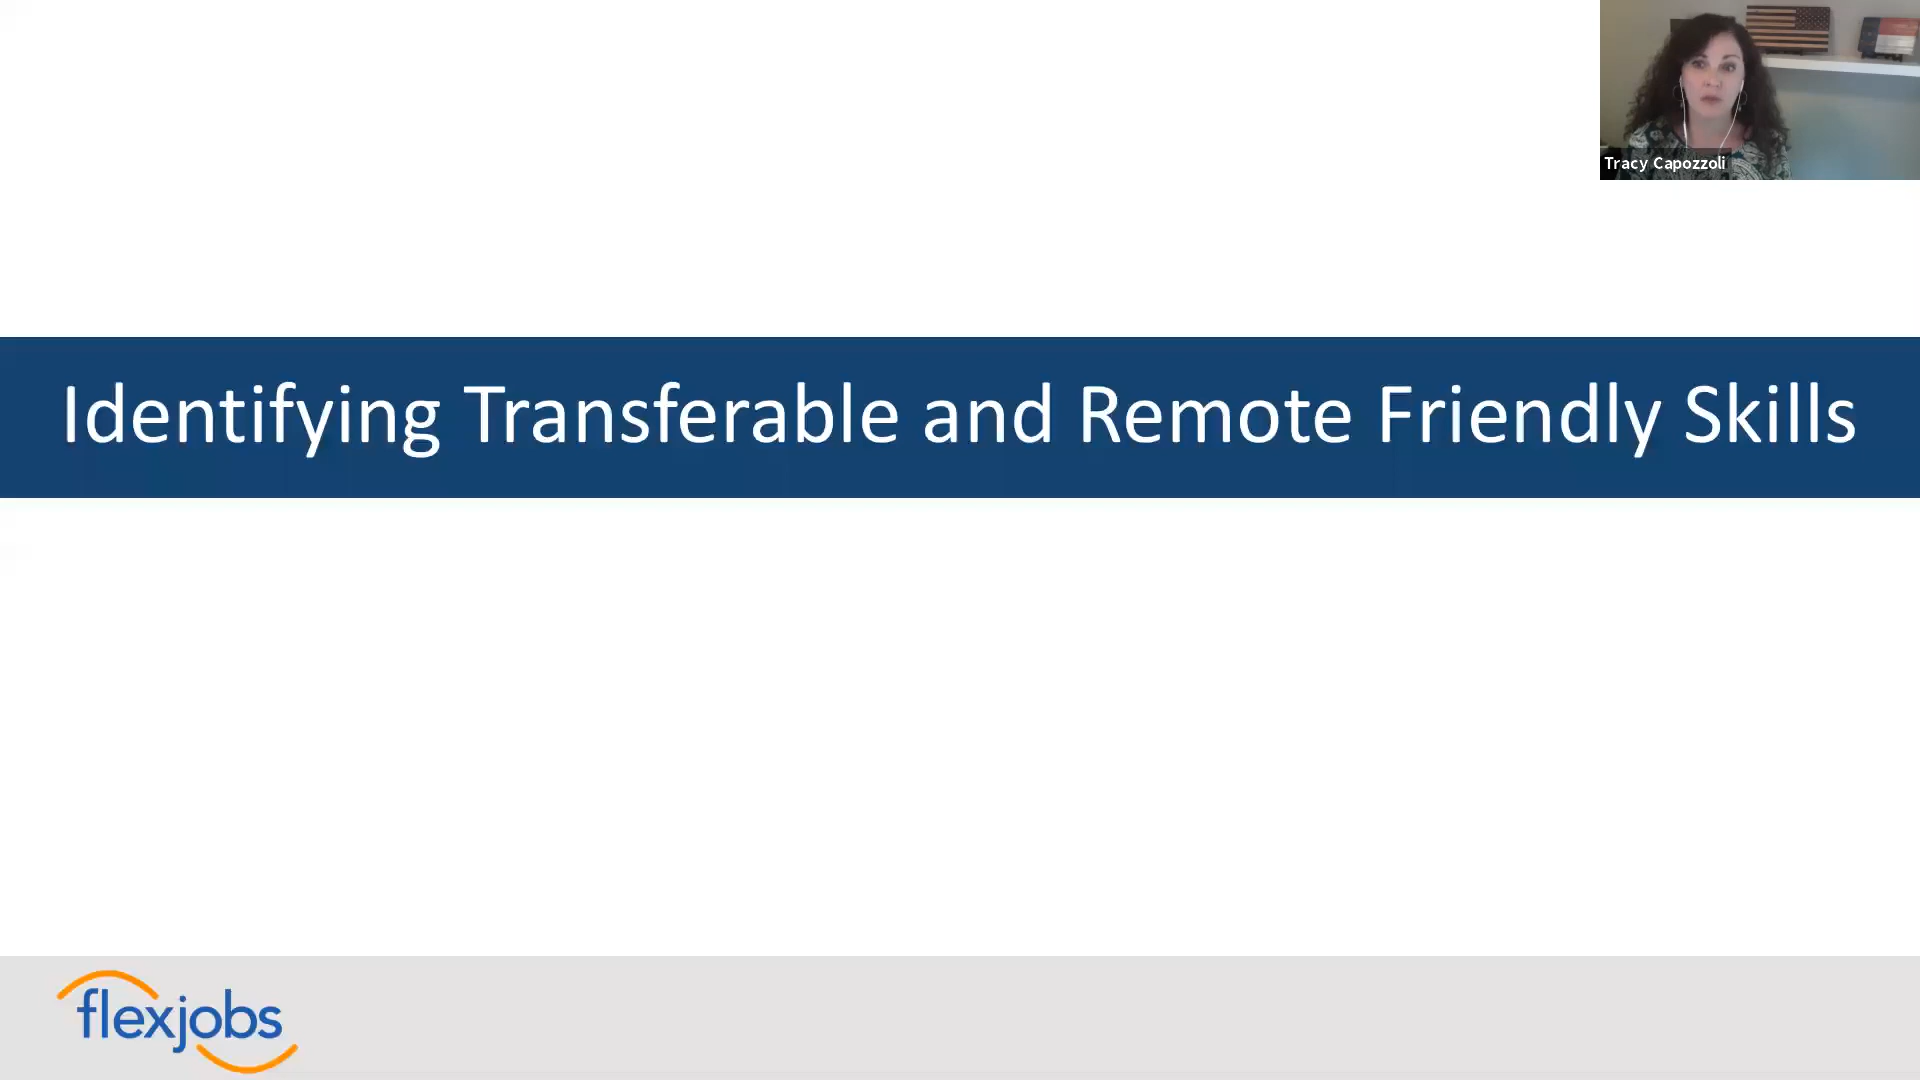 Tracy Capozzoli
Identifying Transferable and Remote Friendly Skills
flexjobs